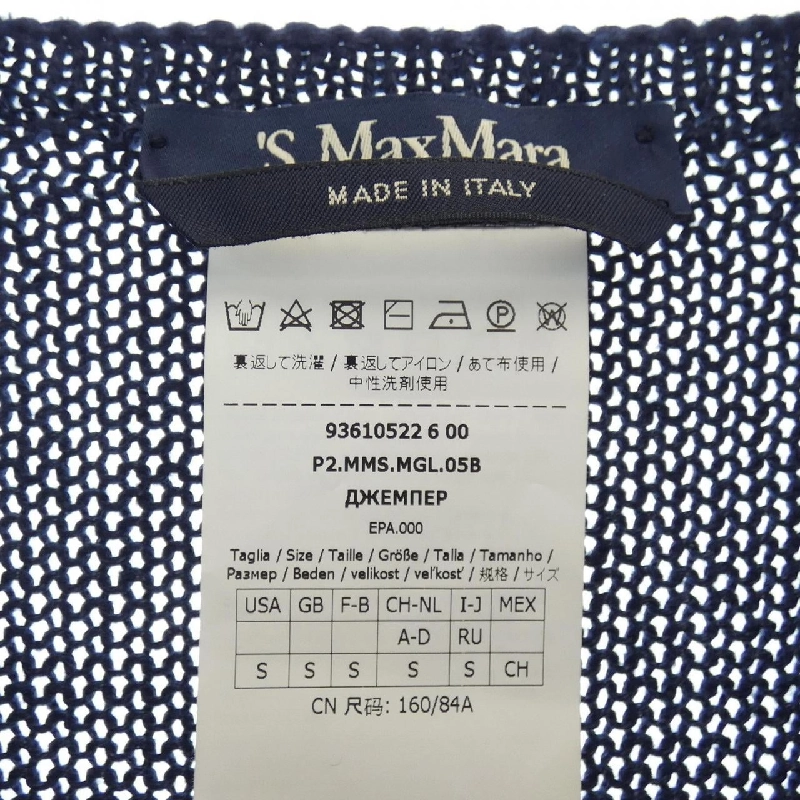 'S MaxMara
MADE IN ITALY
P
W
裏返して洗濯 / 裏返してアイロン / あて布使用 /
中性洗剤使用
93610522 6 00
P2.MMS.MGL.05B
ДЖЕМПЕР
EPA.000
Taglia / Size / Taille / Größe / Talla / Tamanho /
Размер / Beden / velikost / veľkosť / 規格 / サイズ
USA GB F-B CH-NL I-J MEX
A-D RU
S S S S S CH
CN 尺码: 160/84A